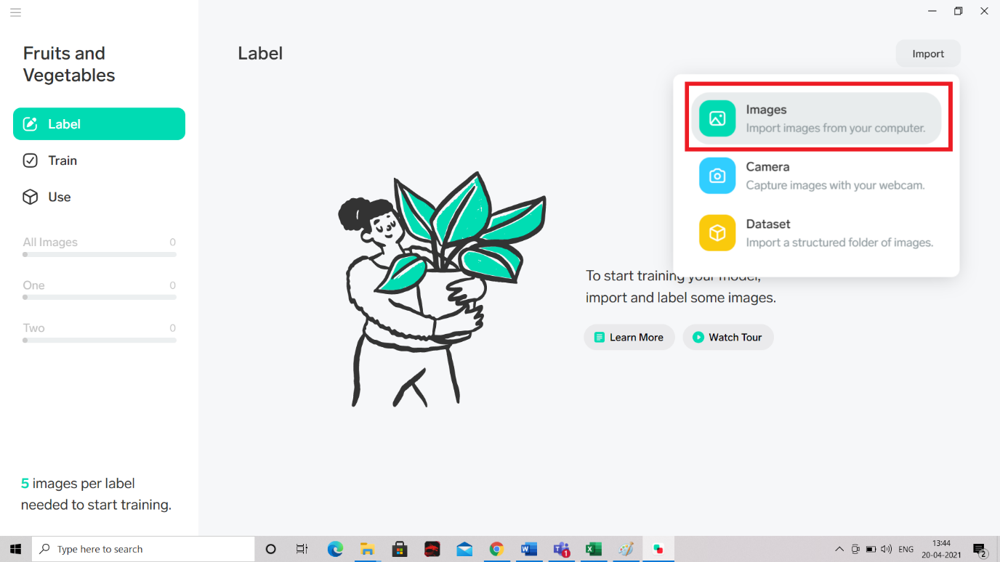 Fruits and
Vegetables
Label
Train
Use
All Images 0
One 0
Two 0
5 images per label
needed to start training.
Label
Import
Images
Import images from your computer.
Camera
Capture images with your webcam.
Dataset
Import a structured folder of images.
To start training your model,
import and label some images.
Learn More
Watch Tour
Type here to search
1
ENG
13:44
20-04-2021
2